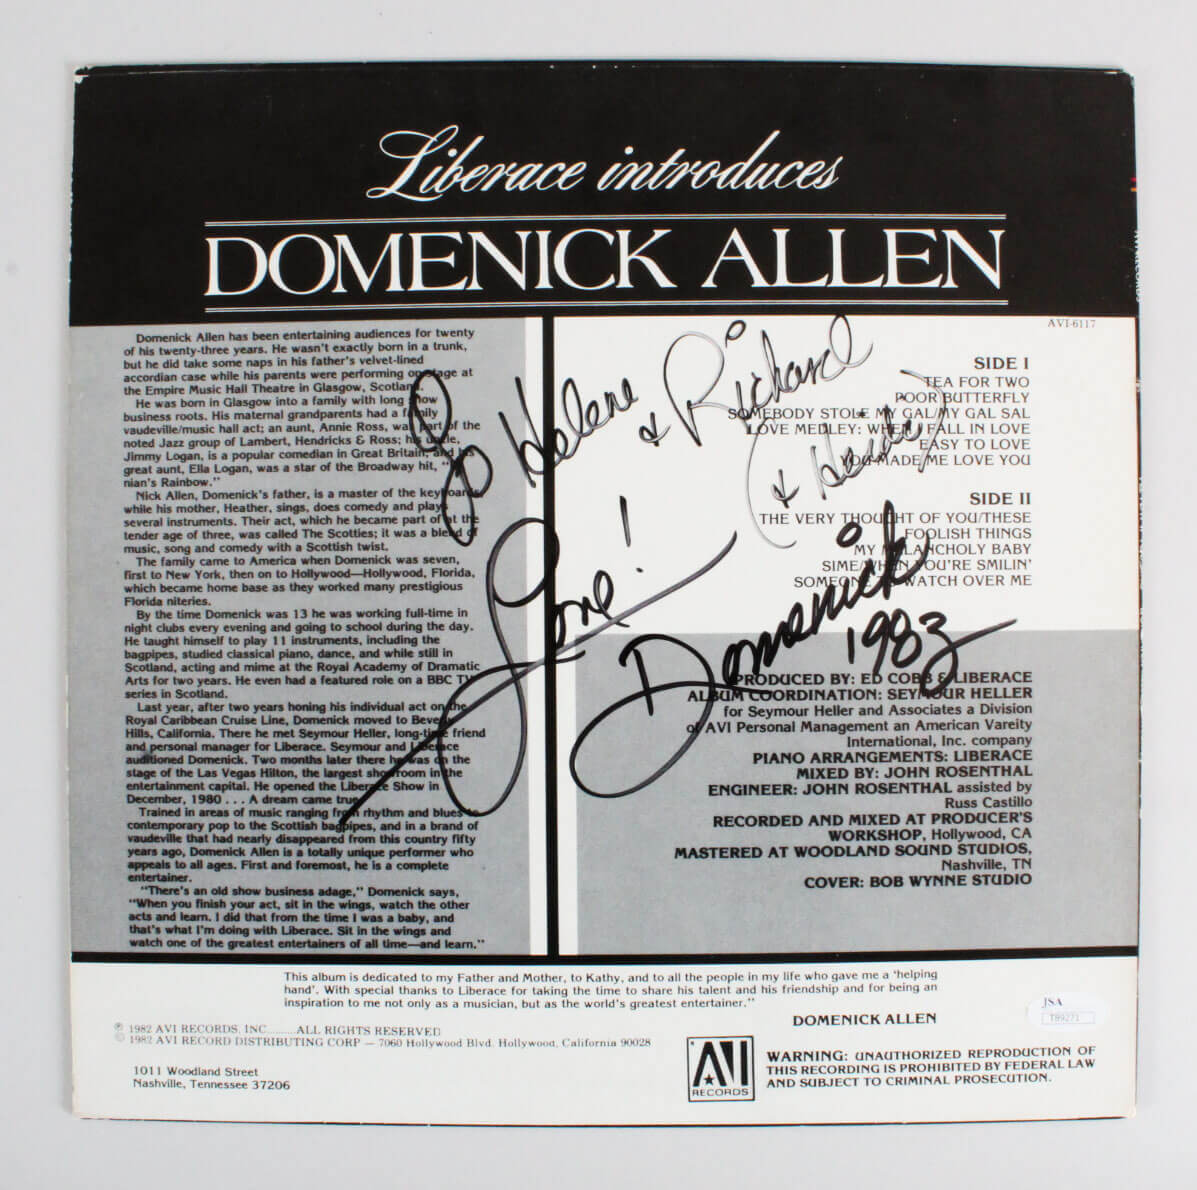 Liberace introduces
DOMENICK ALLEN
Domenick Allen has been entertaining audiences for twenty
of his twenty-three years. He wasn't exactly born in a trunk,
but he did take some naps in his father's velvet-lined
accordian case while his parents were performing on stage at
the Empire Music Hall Theatre in Glasgow, Scotland.
He was born in Glasgow into a family with long show
business roots. His maternal grandparents had a family
vaudeville/music hall act; an aunt, Annie Ross, was part of the
noted Jazz group of Lambert, Hendricks & Ross; his uncle,
Jimmy Logan, is a popular comedian in Great Britain; and his
great aunt, Ella Logan, was a star of the Broadway hit, "
nian's Rainbow."
Nick Allen, Domenick's father, is a master of the keyboards
while his mother, Heather, sings, does comedy and plays
several instruments. Their act, which he became part of at the
tender age of three, was called The Scotties; it was a blend of
music, song and comedy with a Scottish twist.
The family came to America when Domenick was seven,
first to New York, then on to Hollywood—Hollywood, Florida,
which became home base as they worked many prestigious
Florida niteries.
By the time Domenick was 13 he was working full-time in
night clubs every evening and going to school during the day.
He taught himself to play 11 instruments, including the
bagpipes, studied classical piano, dance, and while still in
Scotland, acting and mime at the Royal Academy of Dramatic
Arts for two years. He even had a featured role on a BBC TV
series in Scotland.
Last year, after two years honing his individual act on the
Royal Caribbean Cruise Line, Domenick moved to Beverly
Hills, California. There he met Seymour Heller, long-time friend
and personal manager for Liberace. Seymour and Liberace
auditioned Domenick. Two months later there he was on the
stage of the Las Vegas Hilton, the largest showroom in the
entertainment capital. He opened the Liberace Show in
December, 1980 . . . A dream came true.
Trained in areas of music ranging from rhythm and blues to
contemporary pop to the Scottish bagpipes, and in a brand of
vaudeville that had nearly disappeared from this country fifty
years ago, Domenick Allen is a totally unique performer who
appeals to all ages. First and foremost, he is a complete
entertainer.
"There's an old show business adage," Domenick says,
"When you finish your act, sit in the wings, watch the other
acts and learn. I did that from the time I was a baby, and
that's what I'm doing with Liberace. Sit in the wings and
watch one of the greatest entertainers of all time—and learn."
To Helene & Richard
(& Heidi)
Love!
Domenick
1983
AVI-6117
SIDE I
TEA FOR TWO
POOR BUTTERFLY
SOMEBODY STOLE MY GAL/MY GAL SAL
LOVE MEDLEY: WHEN I FALL IN LOVE
EASY TO LOVE
YOU MADE ME LOVE YOU
SIDE II
THE VERY THOUGHT OF YOU/THESE
FOOLISH THINGS
MY MELANCHOLY BABY
SIME/WHEN YOU'RE SMILIN'
SOMEONE TO WATCH OVER ME
PRODUCED BY: ED COBB & LIBERACE
ALBUM COORDINATION: SEYMOUR HELLER
for Seymour Heller and Associates a Division
of AVI Personal Management an American Vareity
International, Inc. company
PIANO ARRANGEMENTS: LIBERACE
MIXED BY: JOHN ROSENTHAL
ENGINEER: JOHN ROSENTHAL assisted by
Russ Castillo
RECORDED AND MIXED AT PRODUCER'S
WORKSHOP, Hollywood, CA
MASTERED AT WOODLAND SOUND STUDIOS,
Nashville, TN
COVER: BOB WYNNE STUDIO
This album is dedicated to my Father and Mother, to Kathy, and to all the people in my life who gave me a 'helping
hand'. With special thanks to Liberace for taking the time to share his talent and his friendship and for being an
inspiration to me not only as a musician, but as the world's greatest entertainer."
DOMENICK ALLEN
JSA
T89271
℗ 1982 AVI RECORDS, INC.........ALL RIGHTS RESERVED
© 1982 AVI RECORD DISTRIBUTING CORP — 7060 Hollywood Blvd. Hollywood, California 90028
1011 Woodland Street
Nashville, Tennessee 37206
AVI
RECORDS
WARNING: UNAUTHORIZED REPRODUCTION OF
THIS RECORDING IS PROHIBITED BY FEDERAL LAW
AND SUBJECT TO CRIMINAL PROSECUTION.